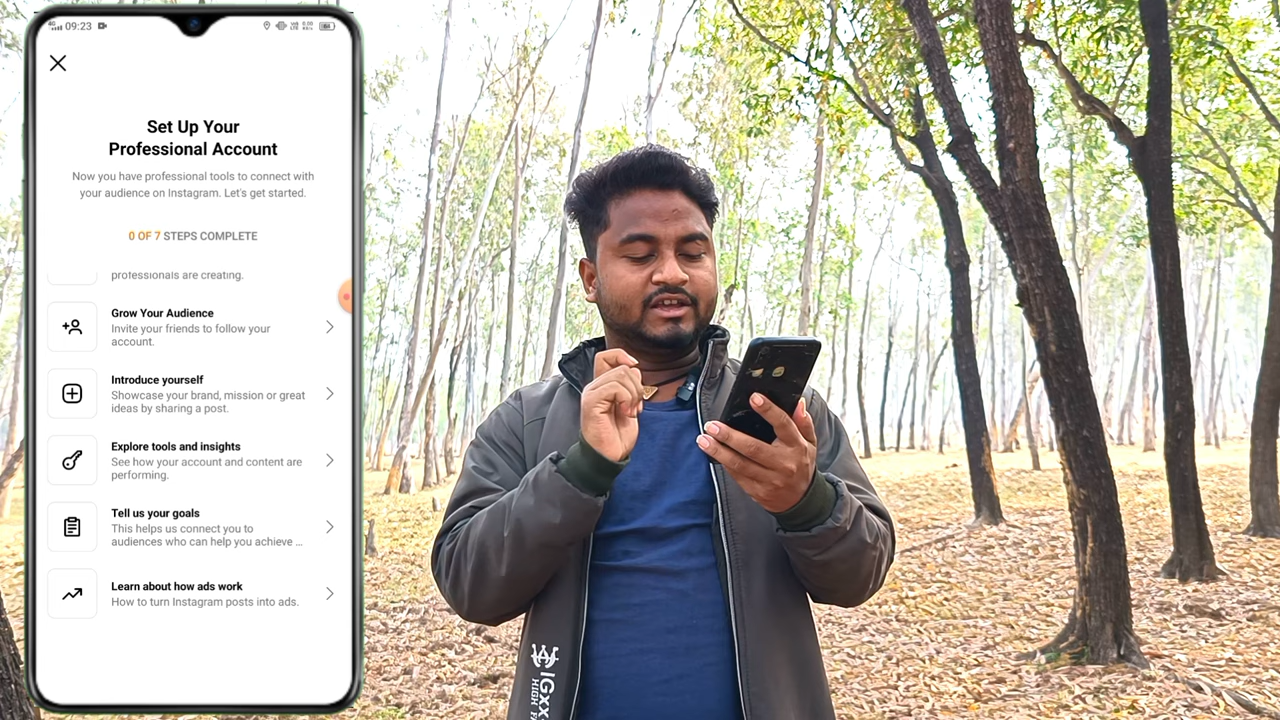 4G 09:23
Set Up Your
Professional Account
Now you have professional tools to connect with
your audience on Instagram. Let's get started.
0 OF 7 STEPS COMPLETE
professionals are creating.
Grow Your Audience
Invite your friends to follow your
account.
Introduce yourself
Showcase your brand, mission or great
ideas by sharing a post.
Explore tools and insights
See how your account and content are
performing.
Tell us your goals
This helps us connect you to
audiences who can help you achieve ...
Learn about how ads work
How to turn Instagram posts into ads.